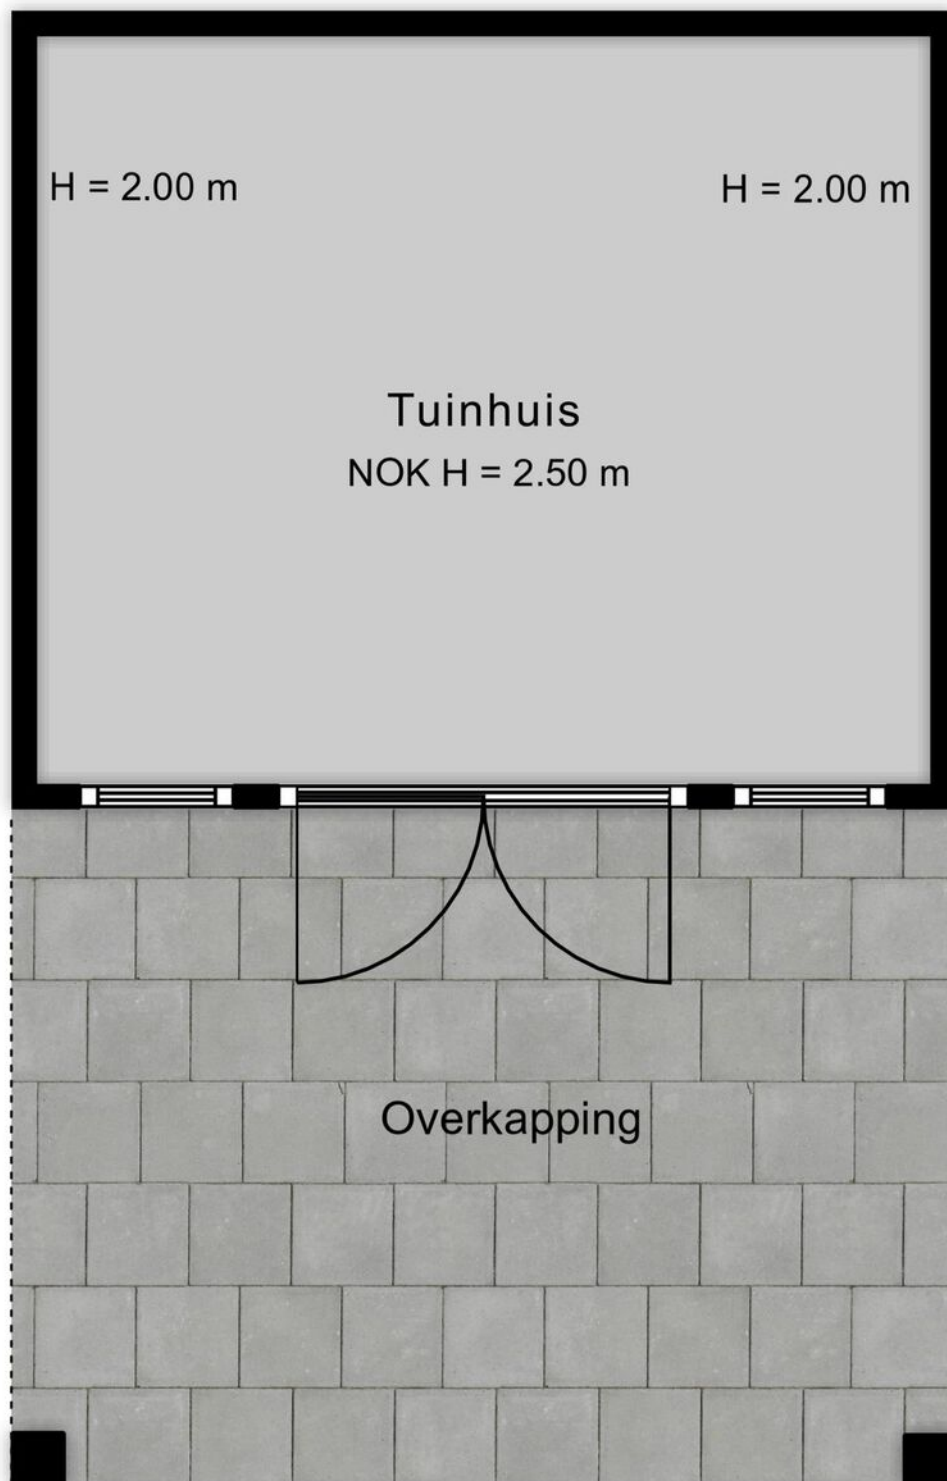 H = 2.00 m
H = 2.00 m
Tuinhuis
NOK H = 2.50 m
Overkapping